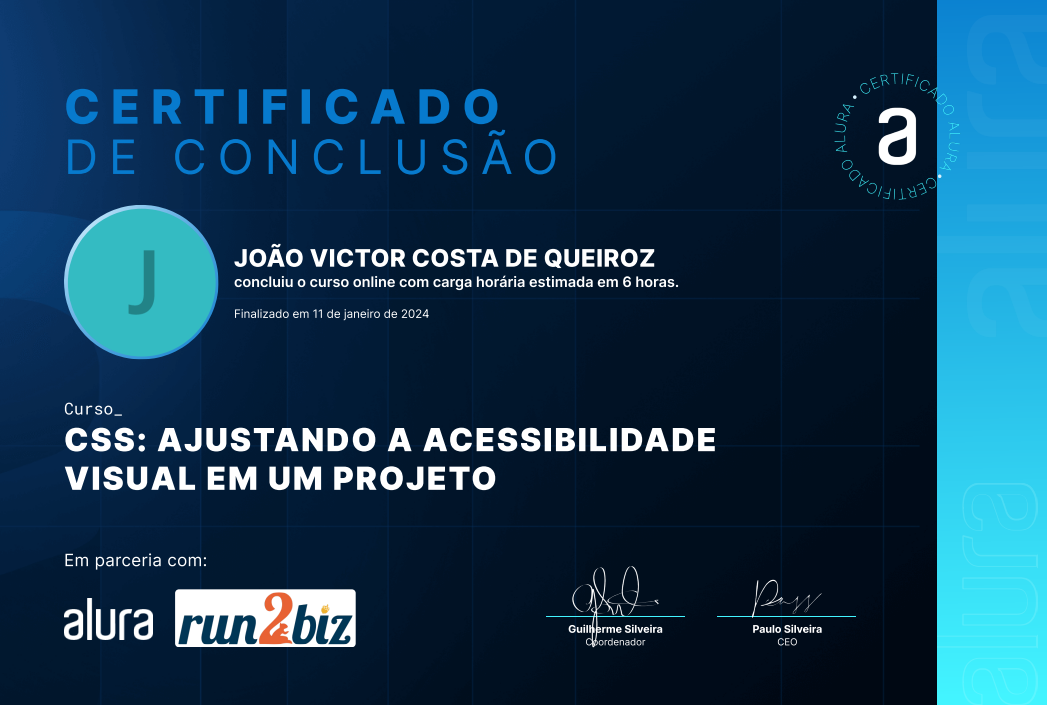 CERTIFICADO
DE CONCLUSÃO
CERTIFICADO ALURA • CERTIFICADO ALURA •
a
J
JOÃO VICTOR COSTA DE QUEIROZ
concluiu o curso online com carga horária estimada em 6 horas.
Finalizado em 11 de janeiro de 2024
Curso_
CSS: AJUSTANDO A ACESSIBILIDADE
VISUAL EM UM PROJETO
Em parceria com:
alura
run2biz
Guilherme Silveira
Coordenador
Paulo Silveira
CEO
alura
alura